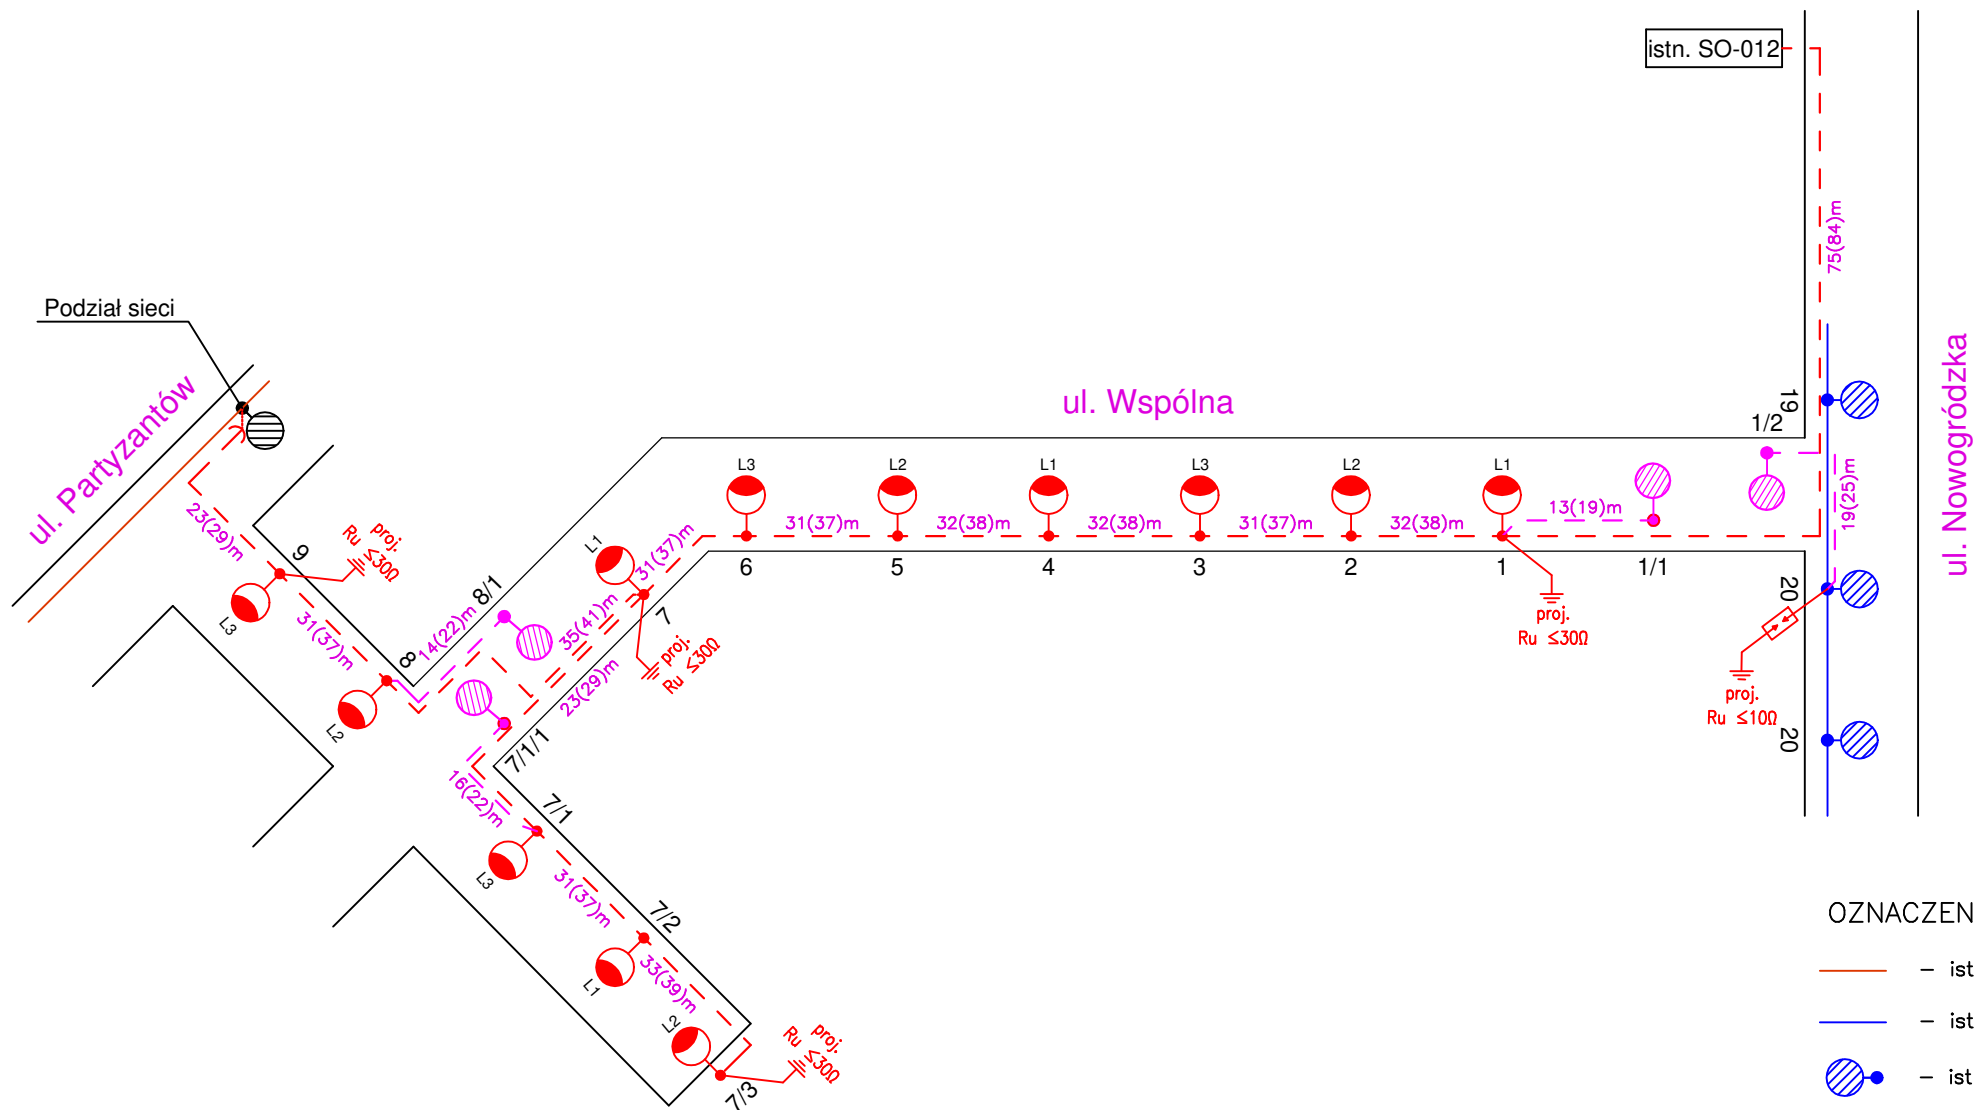 istn. SO-012
75(84)m
Podział sieci
ul. Nowogródzka
ul. Partyzantów
ul. Wspólna
19
1/2
L3
L2
L1
L3
L2
L1
19(25)m
31(37)m
32(38)m
32(38)m
31(37)m
32(38)m
13(19)m
23(29)m
proj.
Ru ≤30Ω
9
L1
31(37)m
6
5
4
3
2
1
1/1
20
8/1
L3
31(37)m
14(22)m
35(41)m
7
proj.
Ru ≤30Ω
proj.
Ru ≤30Ω
8
23(29)m
proj.
Ru ≤10Ω
L2
20
7/1/1
16(22)m
7/1
L3
31(37)m
7/2
L1
33(39)m
L2
proj.
Ru ≤30Ω
7/3
OZNACZEN
– ist
– ist
– ist